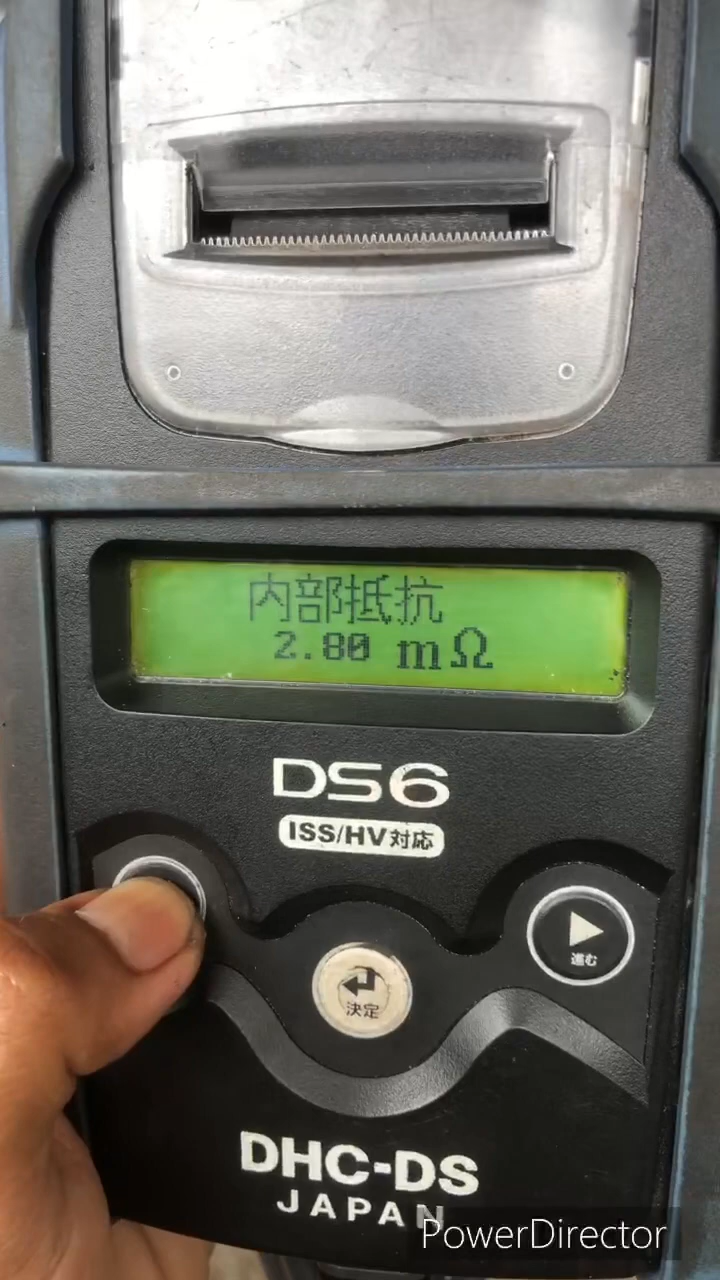 内部抵抗
2.80 mΩ
DS6
ISS/HV対応
進む
決定
DHC-DS
JAPAN
PowerDirector